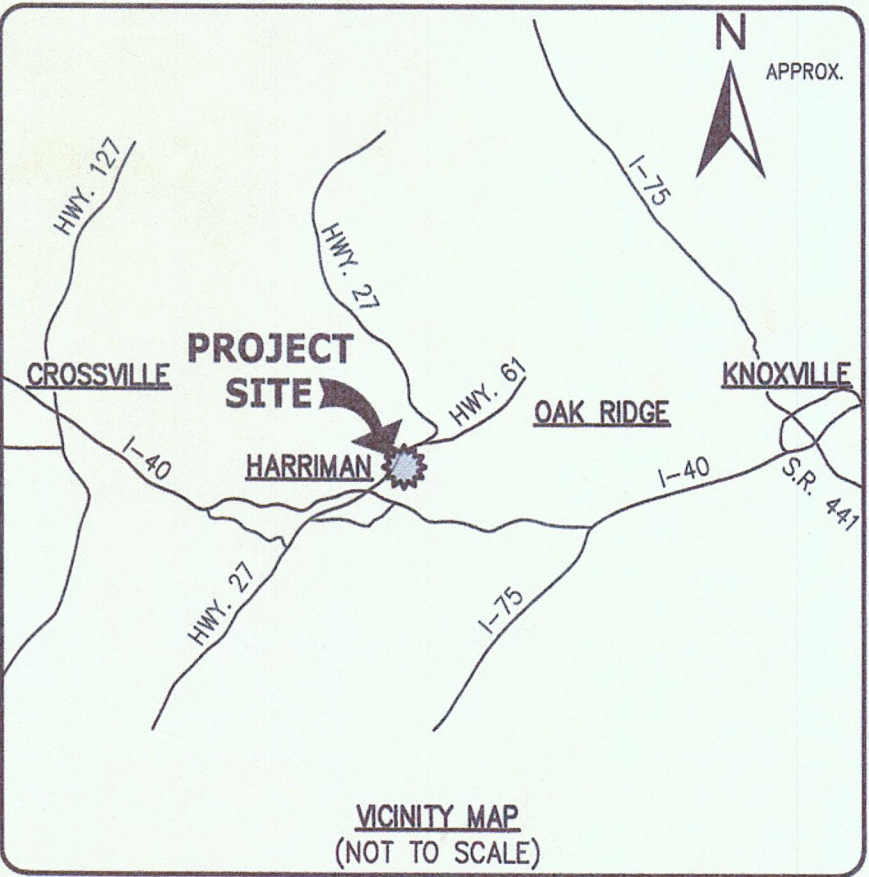 N
APPROX.
I-75
HWY. 127
HWY. 27
PROJECT
SITE
CROSSVILLE
KNOXVILLE
HWY. 61
OAK RIDGE
HARRIMAN
I-40
I-40
S.R. 441
HWY. 27
I-75
VICINITY MAP
(NOT TO SCALE)